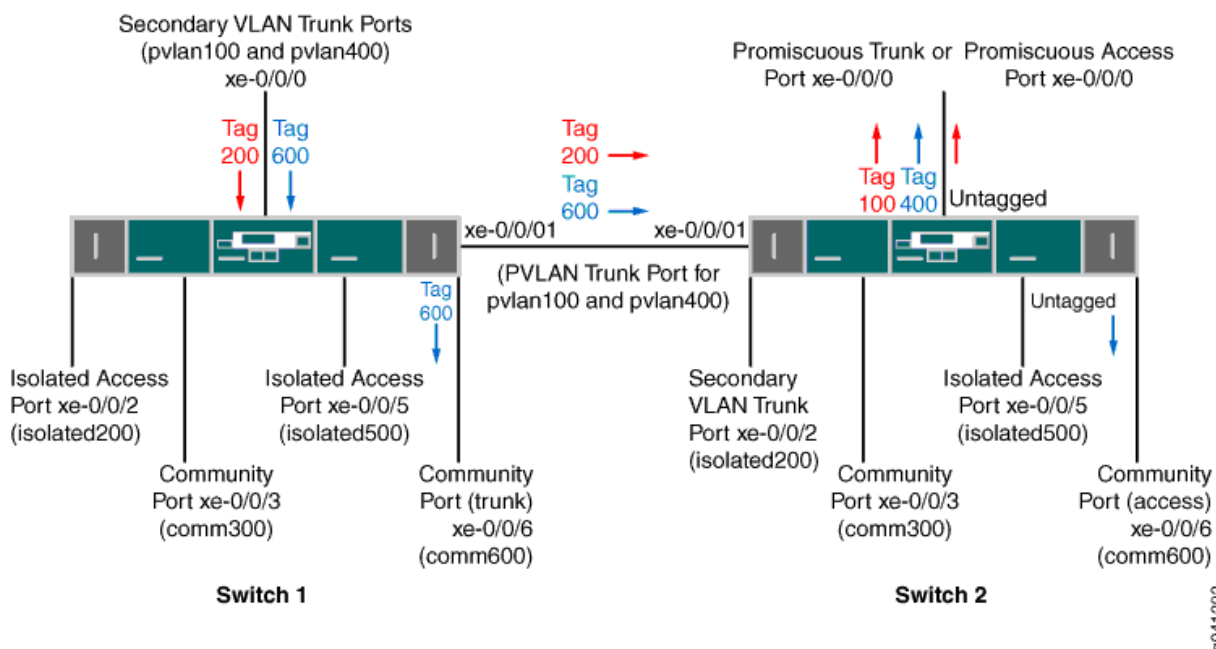 Secondary VLAN Trunk Ports
(pvlan100 and pvlan400)
xe-0/0/0
Promiscuous Trunk or
Port xe-0/0/0
Promiscuous Access
Port xe-0/0/0
Tag
200
Tag
600
Tag
200
Tag
600
Tag
100
Tag
400
Untagged
xe-0/0/01
xe-0/0/01
(PVLAN Trunk Port for
pvlan100 and pvlan400)
Tag
600
Untagged
Isolated Access
Port xe-0/0/2
(isolated200)
Isolated Access
Port xe-0/0/5
(isolated500)
Secondary
VLAN Trunk
Port xe-0/0/2
(isolated200)
Isolated Access
Port xe-0/0/5
(isolated500)
Community
Port xe-0/0/3
(comm300)
Community
Port (trunk)
xe-0/0/6
(comm600)
Community
Port xe-0/0/3
(comm300)
Community
Port (access)
xe-0/0/6
(comm600)
Switch 1
Switch 2